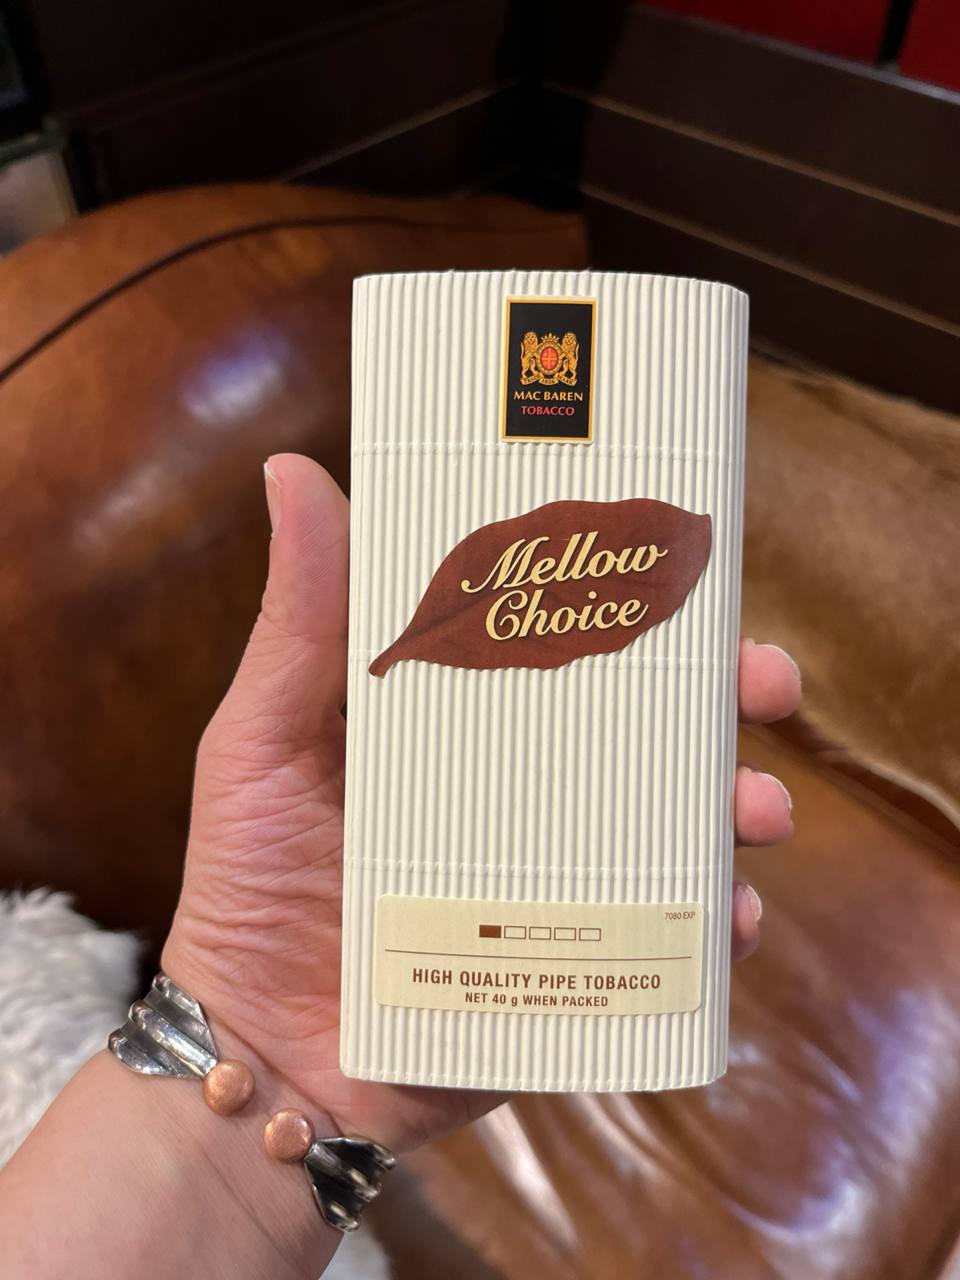 MAC BAREN
TOBACCO
Mellow
Choice
7080 EXP
HIGH QUALITY PIPE TOBACCO
NET 40 g WHEN PACKED